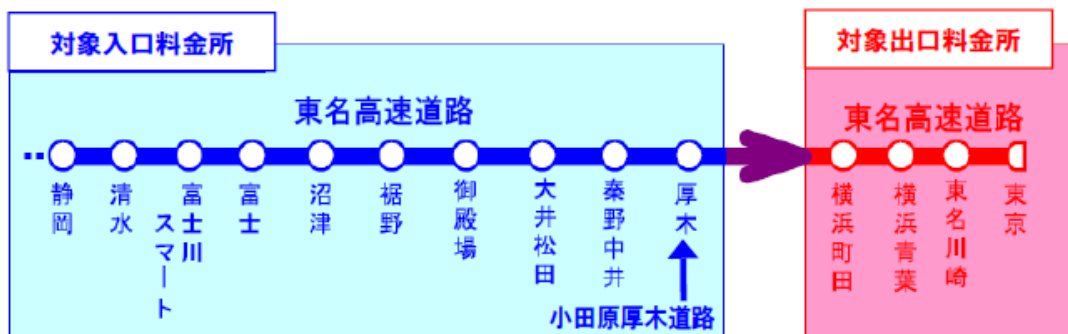 対象入口料金所
東名高速道路
静岡
清水
富士川
スマート
富士
沼津
裾野
御殿場
大井松田
秦野中井
厚木
小田原厚木道路
対象出口料金所
東名高速道路
横浜町田
横浜青葉
東名川崎
東京